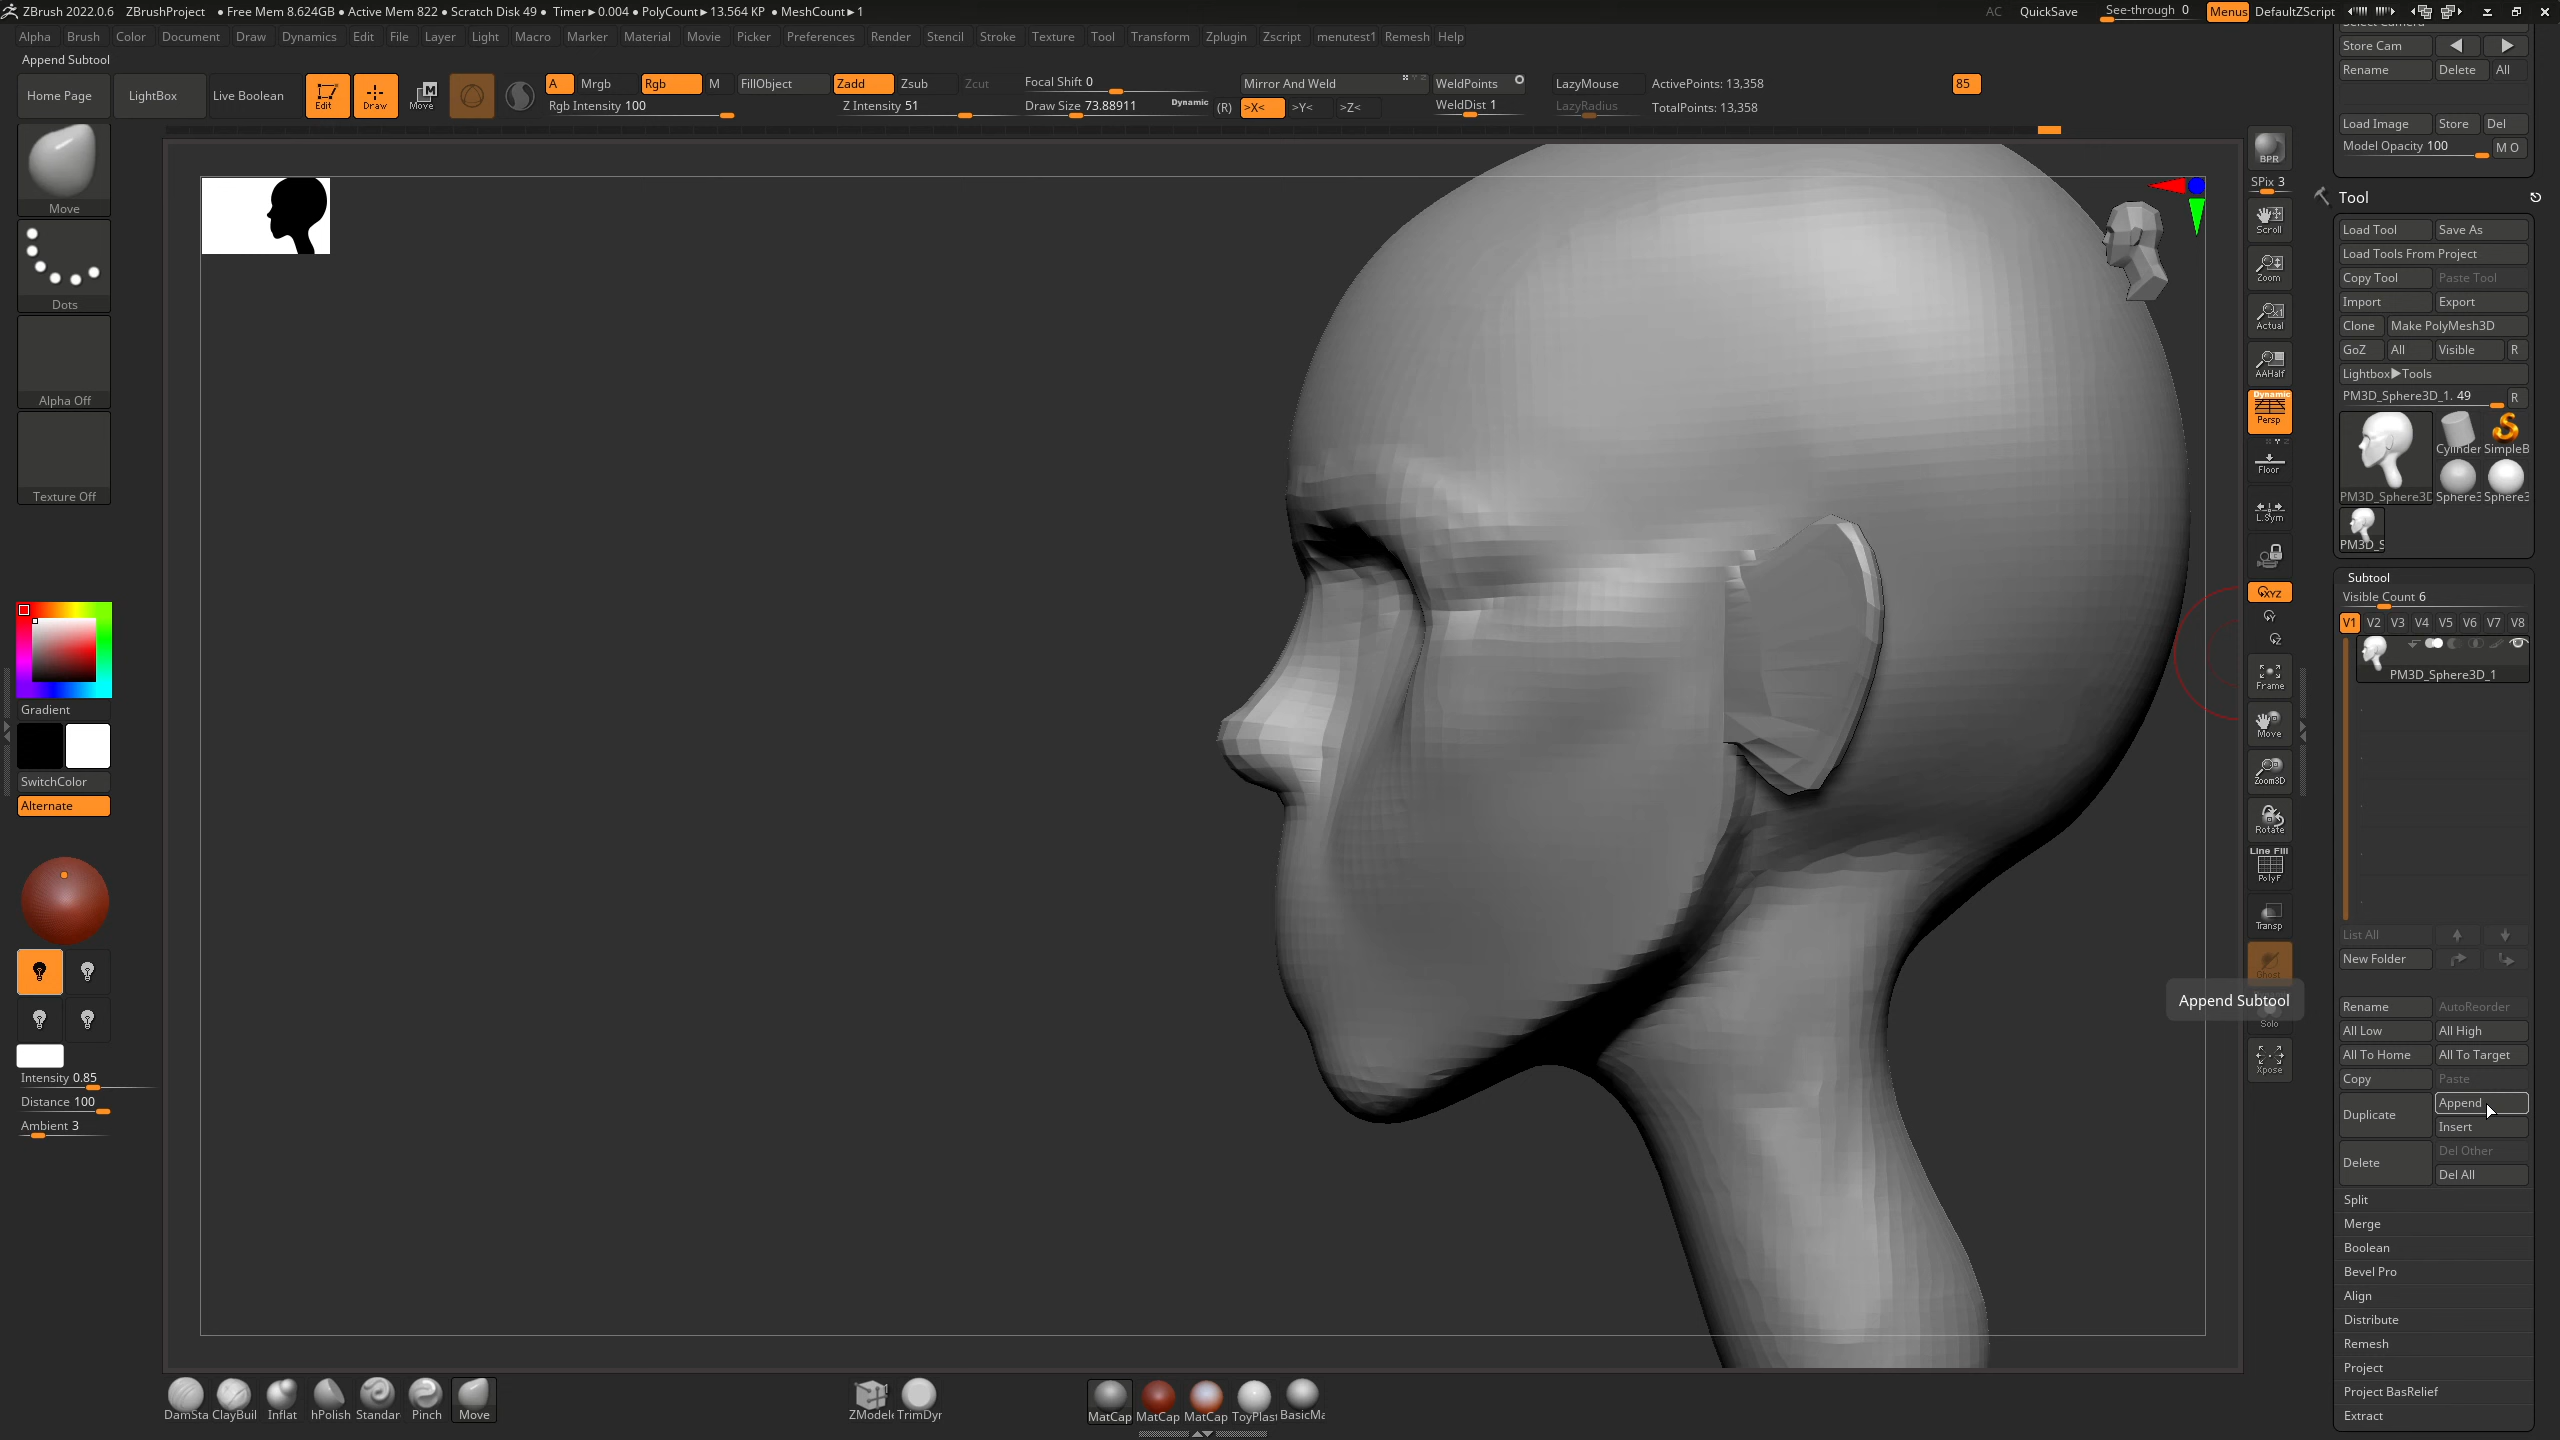 ZBrush 2022.0.6 ZBrushProject • Free Mem 8.624GB • Active Mem 822 • Scratch Disk 49 • Timer▸0.004 • PolyCount▸13.564 KP • MeshCount▸1 AC QuickSave See-through 0 Menus DefaultZScript
Alpha Brush Color Document Draw Dynamics Edit File Layer Light Macro Marker Material Movie Picker Preferences Render Stencil Stroke Texture Tool Transform Zplugin Zscript menutest1 Remesh Help
Append Subtool
Home Page LightBox Live Boolean Edit Draw Move
A Mrgb Rgb M FillObject Zadd Zsub Zcut Focal Shift 0 Mirror And Weld WeldPoints LazyMouse ActivePoints: 13,358 85
Rgb Intensity 100 Z Intensity 51 Draw Size 73.88911 Dynamic (R) >X< >Y< >Z< WeldDist 1 LazyRadius TotalPoints: 13,358
Move
Dots
Alpha Off
Texture Off
Gradient
SwitchColor
Alternate
Intensity 0.85
Distance 100
Ambient 3
BPR
SPix 3
Scroll
Zoom
Actual
AAHalf
Dynamic
Persp
Floor
L.Sym
XYZ
Y
Z
Frame
Move
Zoom3D
Rotate
Line Fill
PolyF
Transp
Ghost
Append Subtool
Solo
Xpose
Store Cam
Rename Delete All
Load Image Store Del
Model Opacity 100 M O
Tool
Load Tool Save As
Load Tools From Project
Copy Tool Paste Tool
Import Export
Clone Make PolyMesh3D
GoZ All Visible R
Lightbox▶Tools
PM3D_Sphere3D_1. 49 R
Cylinder SimpleB
PM3D_Sphere3D Sphere3 Sphere3
PM3D_S
Subtool
Visible Count 6
V1 V2 V3 V4 V5 V6 V7 V8
PM3D_Sphere3D_1
List All
New Folder
Rename AutoReorder
All Low All High
All To Home All To Target
Copy Paste
Duplicate Append
Insert
Delete Del Other
Del All
Split
Merge
Boolean
Bevel Pro
Align
Distribute
Remesh
Project
Project BasRelief
Extract
DamSta ClayBuil Inflat hPolish Standar Pinch Move ZModele TrimDyn MatCap MatCap MatCap ToyPlast BasicMa